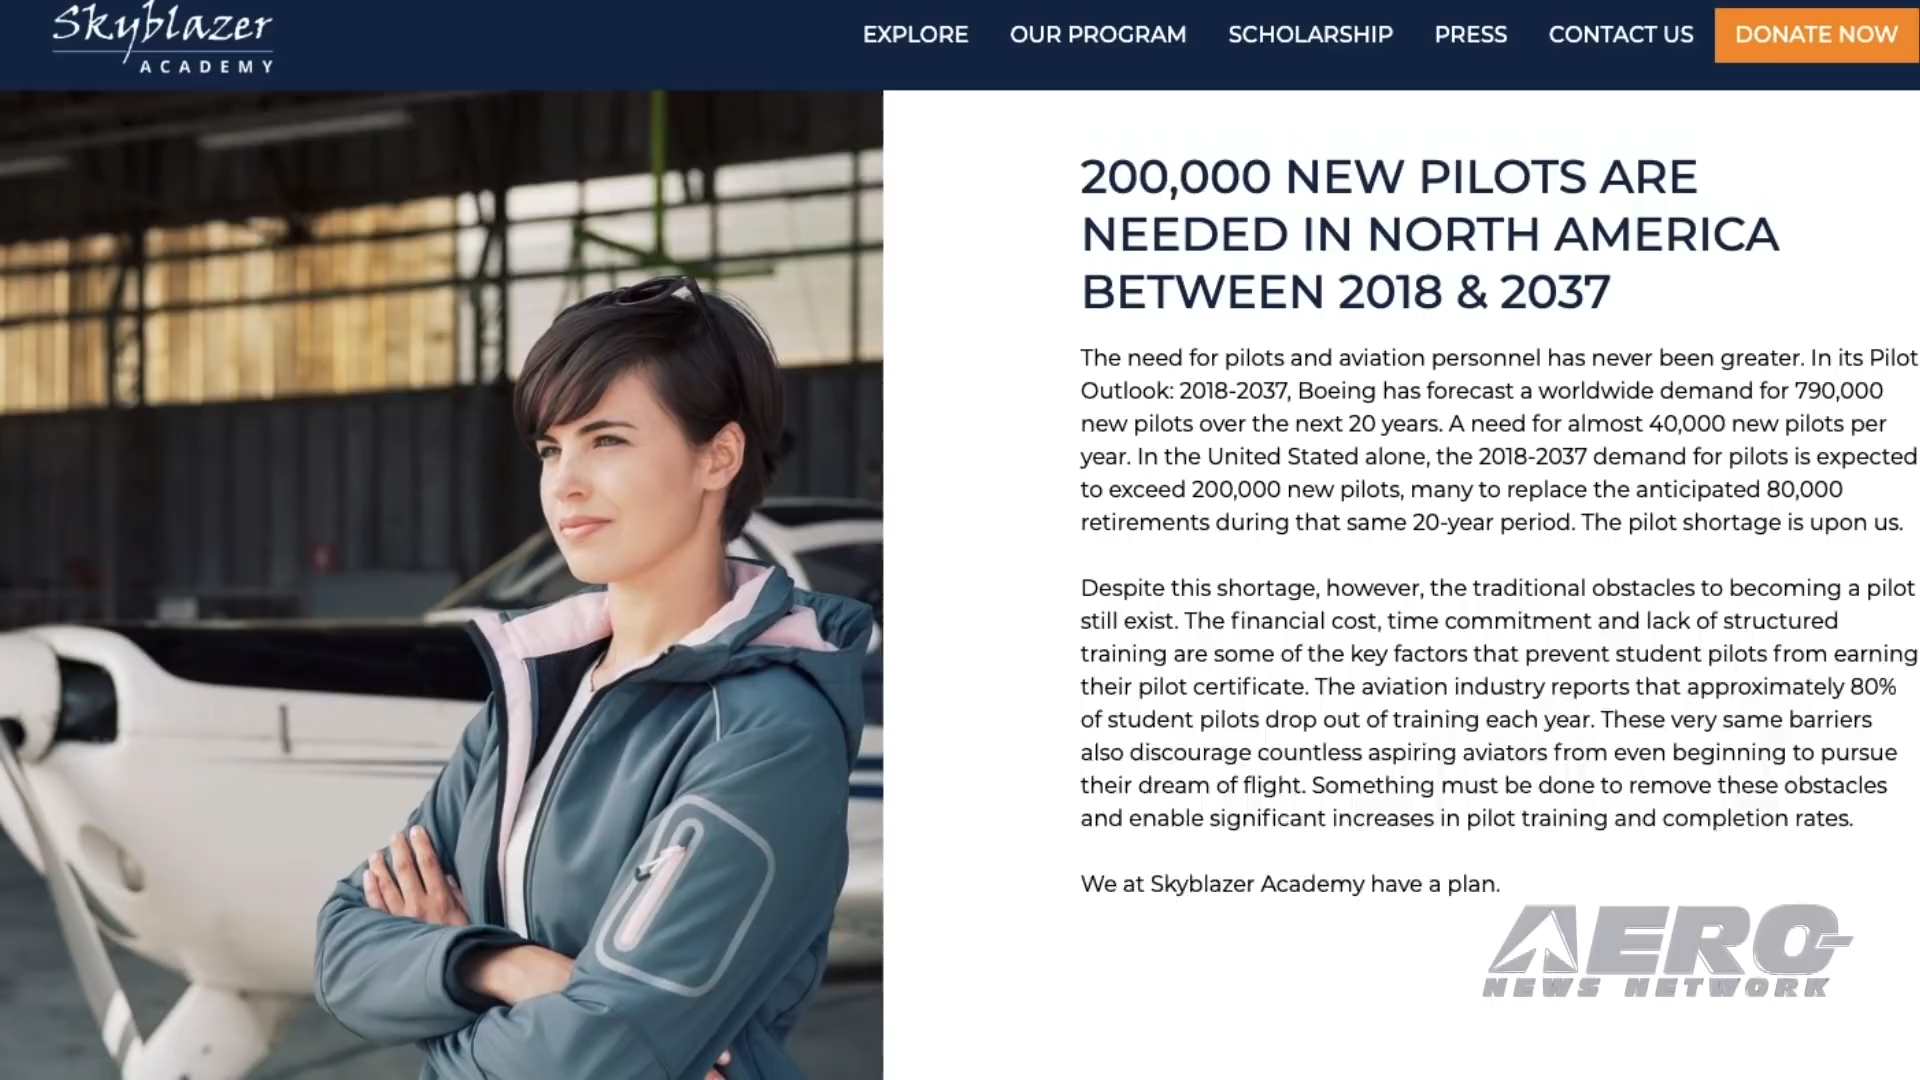 Skyblazer
ACADEMY
EXPLORE
OUR PROGRAM
SCHOLARSHIP
PRESS
CONTACT US
DONATE NOW
200,000 NEW PILOTS ARE
NEEDED IN NORTH AMERICA
BETWEEN 2018 & 2037
The need for pilots and aviation personnel has never been greater. In its Pilot
Outlook: 2018-2037, Boeing has forecast a worldwide demand for 790,000
new pilots over the next 20 years. A need for almost 40,000 new pilots per
year. In the United Stated alone, the 2018-2037 demand for pilots is expected
to exceed 200,000 new pilots, many to replace the anticipated 80,000
retirements during that same 20-year period. The pilot shortage is upon us.
Despite this shortage, however, the traditional obstacles to becoming a pilot
still exist. The financial cost, time commitment and lack of structured
training are some of the key factors that prevent student pilots from earning
their pilot certificate. The aviation industry reports that approximately 80%
of student pilots drop out of training each year. These very same barriers
also discourage countless aspiring aviators from even beginning to pursue
their dream of flight. Something must be done to remove these obstacles
and enable significant increases in pilot training and completion rates.
We at Skyblazer Academy have a plan.
AERO-
NEWS NETWORK